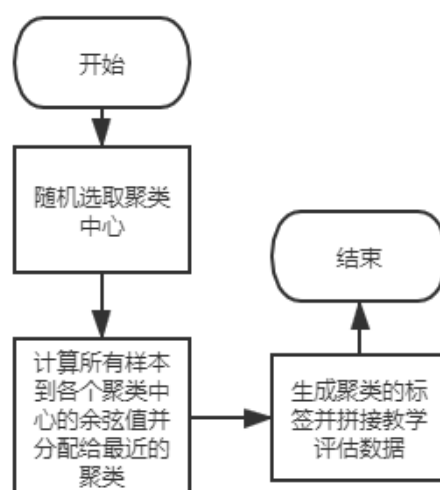 开始
随机选取聚类
中心
计算所有样本
到各个聚类中
心的余弦值并
分配给最近的
聚类
生成聚类的标
签并拼接教学
评估数据
结束